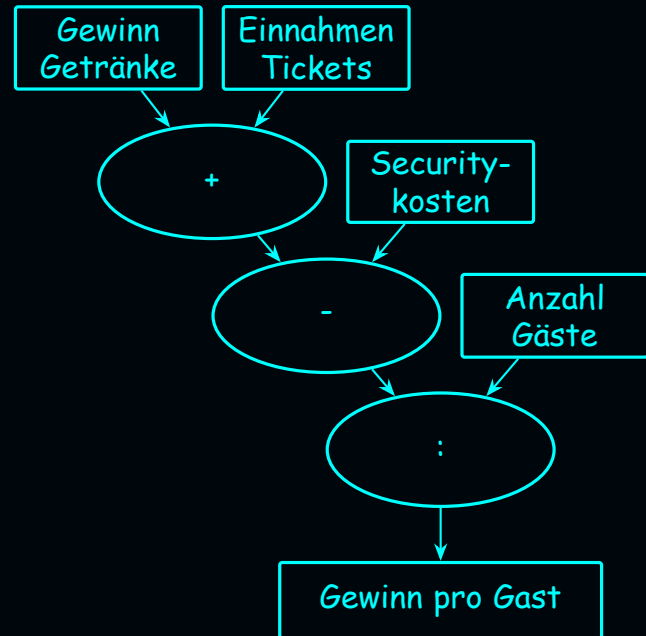 Gewinn
Getränke
Einnahmen
Tickets
+
Security-
kosten
-
Anzahl
Gäste
:
Gewinn pro Gast